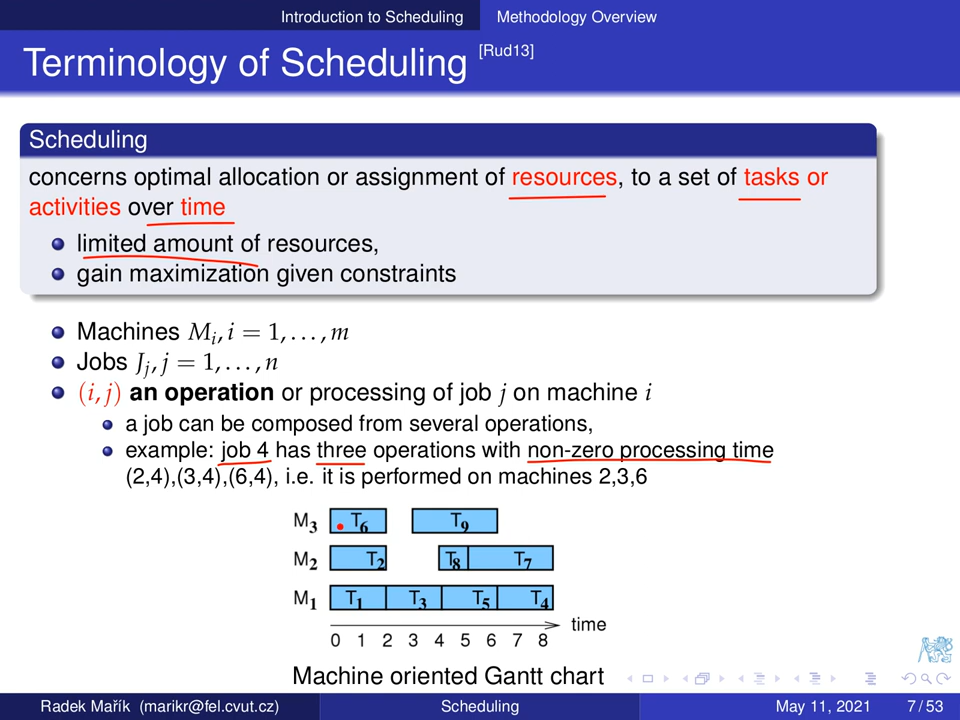 Introduction to Scheduling Methodology Overview
Terminology of Scheduling [Rud13]
Scheduling
concerns optimal allocation or assignment of resources, to a set of tasks or
activities over time
limited amount of resources,
gain maximization given constraints
Machines Mi, i = 1, . . . , m
Jobs Jj, j = 1, . . . , n
(i, j) an operation or processing of job j on machine i
a job can be composed from several operations,
example: job 4 has three operations with non-zero processing time
(2,4),(3,4),(6,4), i.e. it is performed on machines 2,3,6
M3 T6 T9
M2 T2 T8 T7
M1 T1 T3 T5 T4
time
0 1 2 3 4 5 6 7 8
Machine oriented Gantt chart
Radek Mařík (marikr@fel.cvut.cz) Scheduling May 11, 2021 7 / 53